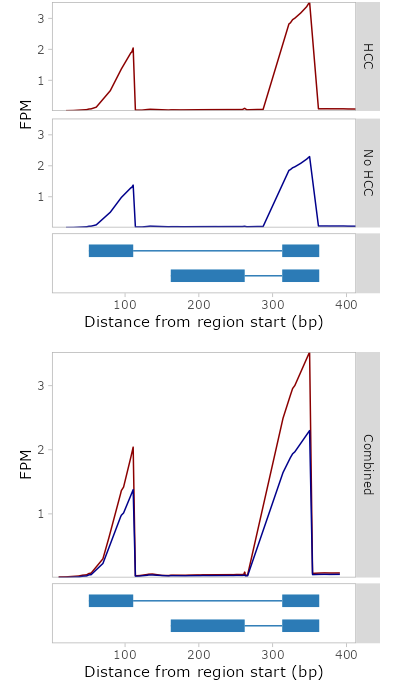 3
2
1
HCC
FPM
3
2
1
No HCC
100 200 300 400
Distance from region start (bp)
3
2
1
FPM
Combined
100 200 300 400
Distance from region start (bp)